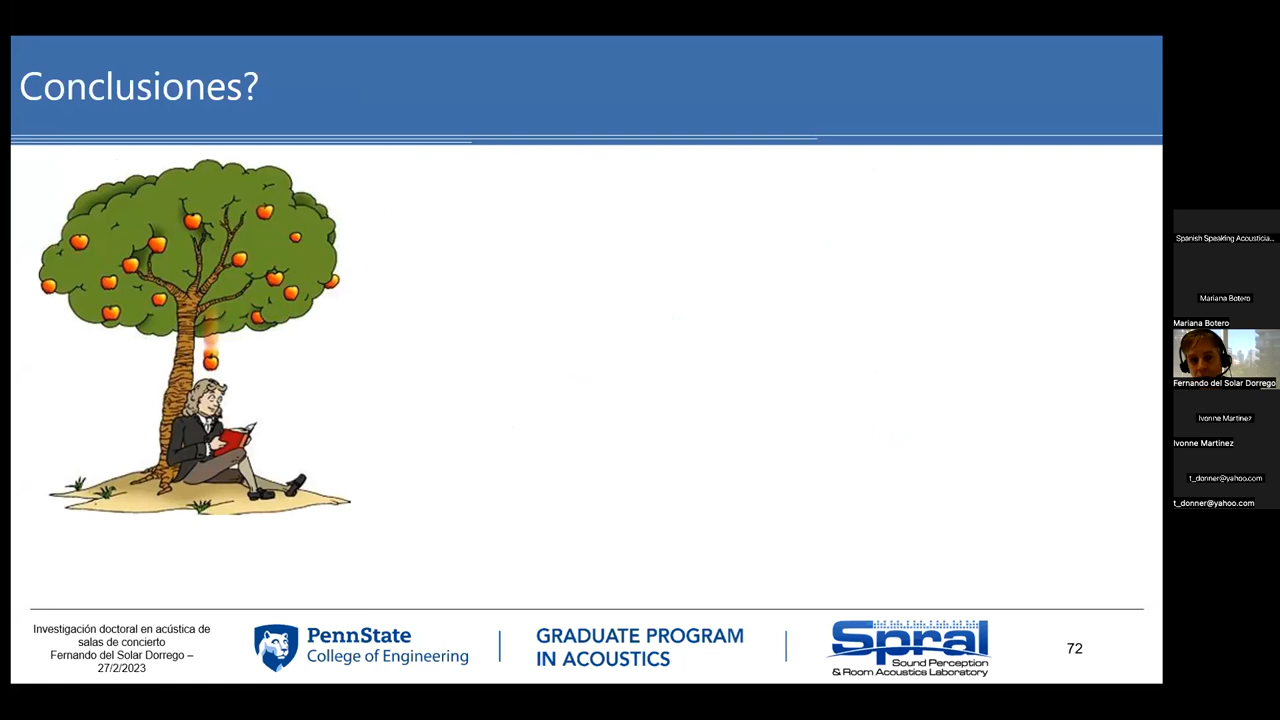 Conclusiones?
Investigación doctoral en acústica de
salas de concierto
Fernando del Solar Dorrego –
27/2/2023
PennState
College of Engineering
GRADUATE PROGRAM
IN ACOUSTICS
Spral
Sound Perception
& Room Acoustics Laboratory
72
Spanish Speaking Acousticia...
Mariana Botero
Mariana Botero
Fernando del Solar Dorrego
Ivonne Martinez
Ivonne Martinez
t_donner@yahoo.com
t_donner@yahoo.com